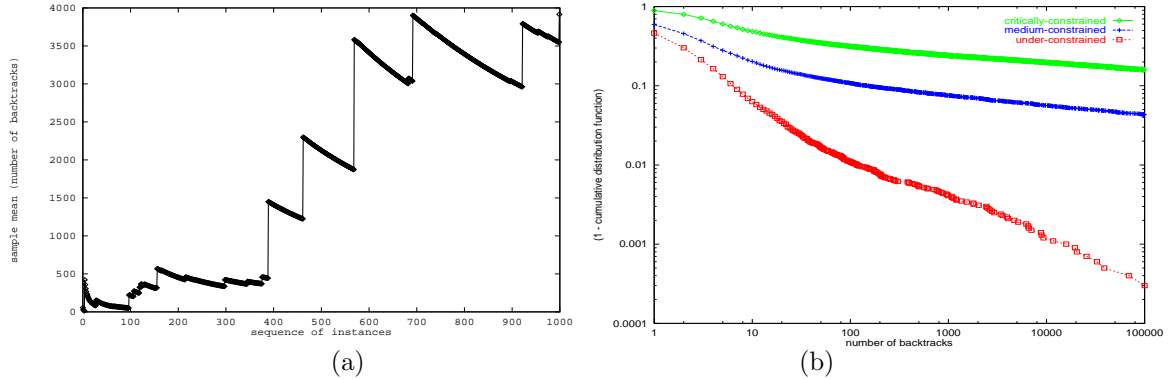 4000
3500
3000
2500
2000
1500
1000
500
0
sample mean (number of backtracks)
0 100 200 300 400 500 600 700 800 900 1000
sequence of instances
(a)
critically-constrained
medium-constrained
under-constrained
1
0.1
0.01
0.001
0.0001
(1 - cumulative distribution function)
1 10 100 1000 10000 100000
number of backtracks
(b)